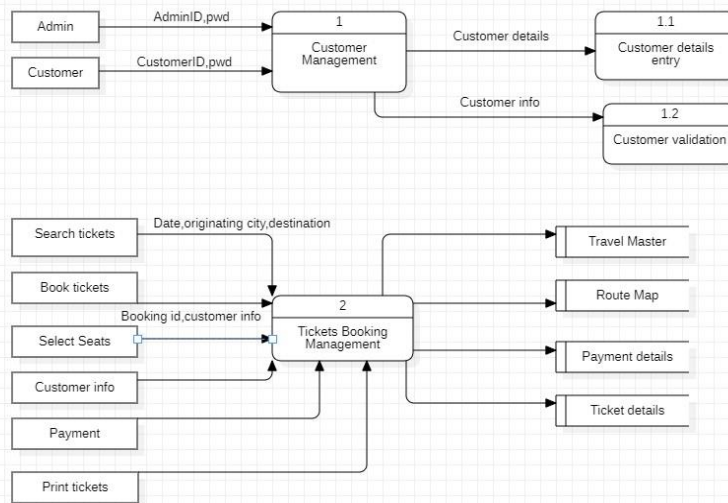 Admin
AdminID,pwd
Customer
CustomerID,pwd
1
Customer
Management
Customer details
1.1
Customer details
entry
Customer info
1.2
Customer validation
Search tickets
Date,originating city,destination
Book tickets
Booking id,customer info
Select Seats
Customer info
Payment
Print tickets
2
Tickets Booking
Management
Travel Master
Route Map
Payment details
Ticket details